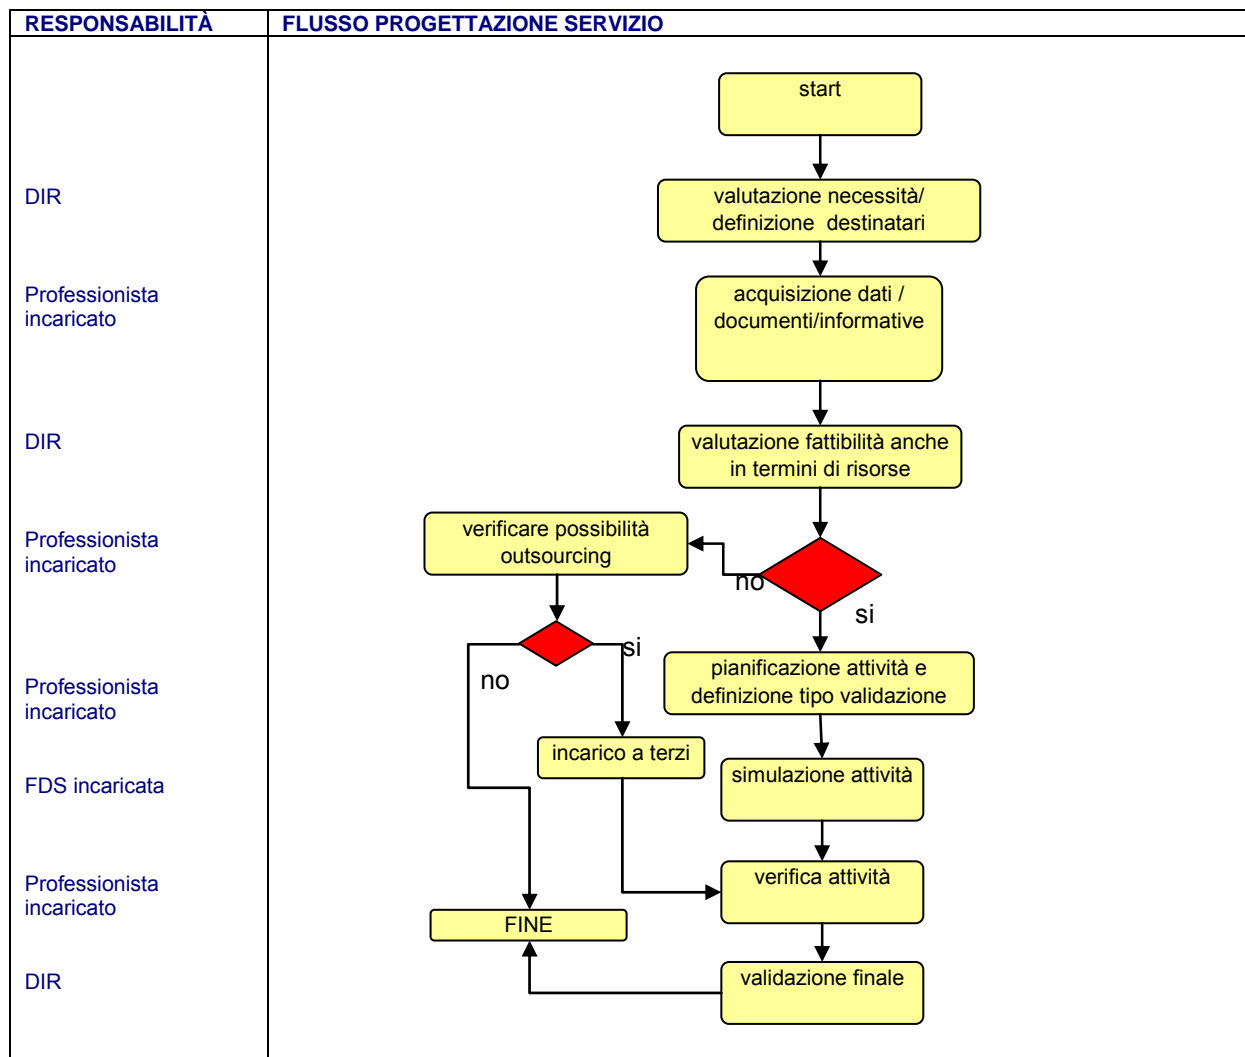 RESPONSABILITÀ
FLUSSO PROGETTAZIONE SERVIZIO
start
DIR
valutazione necessità/
definizione  destinatari
Professionista
incaricato
acquisizione dati /
documenti/informative
DIR
valutazione fattibilità anche
in termini di risorse
Professionista
incaricato
verificare possibilità
outsourcing
no
si
si
no
Professionista
incaricato
pianificazione attività e
definizione tipo validazione
incarico a terzi
FDS incaricata
simulazione attività
Professionista
incaricato
verifica attività
FINE
DIR
validazione finale